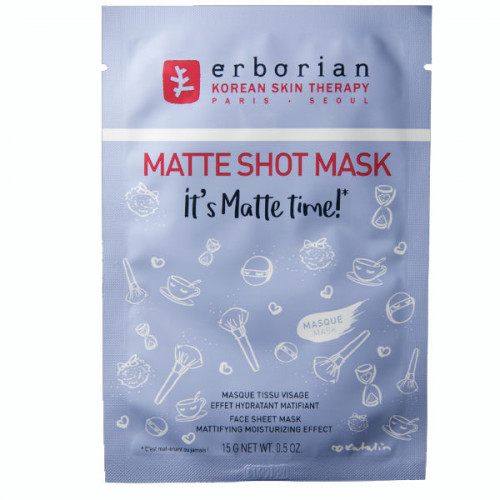 erborian
KOREAN SKIN THERAPY
PARIS · SEOUL
MATTE SHOT MASK
it's Matte time!*
MASQUE
MASK
MASQUE TISSU VISAGE
EFFET HYDRATANT MATIFIANT
FACE SHEET MASK
MATTIFYING MOISTURIZING EFFECT
15 G NET WT. 0.5 OZ.